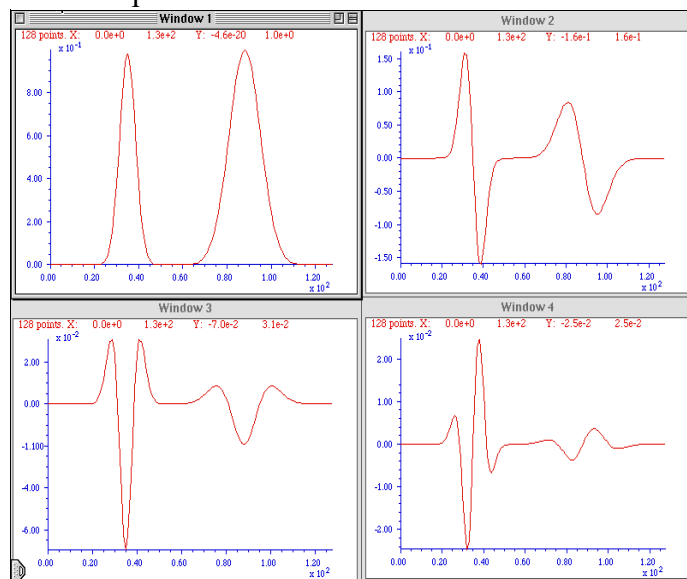 Window 1
128 points. X: 0.0e+0 1.3e+2 Y: -4.6e-20 1.0e+0
x 10^-1
8.00
6.00
4.00
2.00
0.00
0.00 0.20 0.40 0.60 0.80 1.00 1.20
x 10^2
Window 2
128 points. X: 0.0e+0 1.3e+2 Y: -1.6e-1 1.6e-1
x 10^-1
1.50
1.00
0.50
0.00
-0.50
-1.00
-1.50
0.00 0.20 0.40 0.60 0.80 1.00 1.20
x 10^2
Window 3
128 points. X: 0.0e+0 1.3e+2 Y: -7.0e-2 3.1e-2
x 10^-2
2.00
0.00
-1.100
-4.00
-6.00
0.00 0.20 0.40 0.60 0.80 1.00 1.20
x 10^2
Window 4
128 points. X: 0.0e+0 1.3e+2 Y: -2.5e-2 2.5e-2
x 10^-2
2.00
1.00
0.00
-1.00
-2.00
0.00 0.20 0.40 0.60 0.80 1.00 1.20
x 10^2